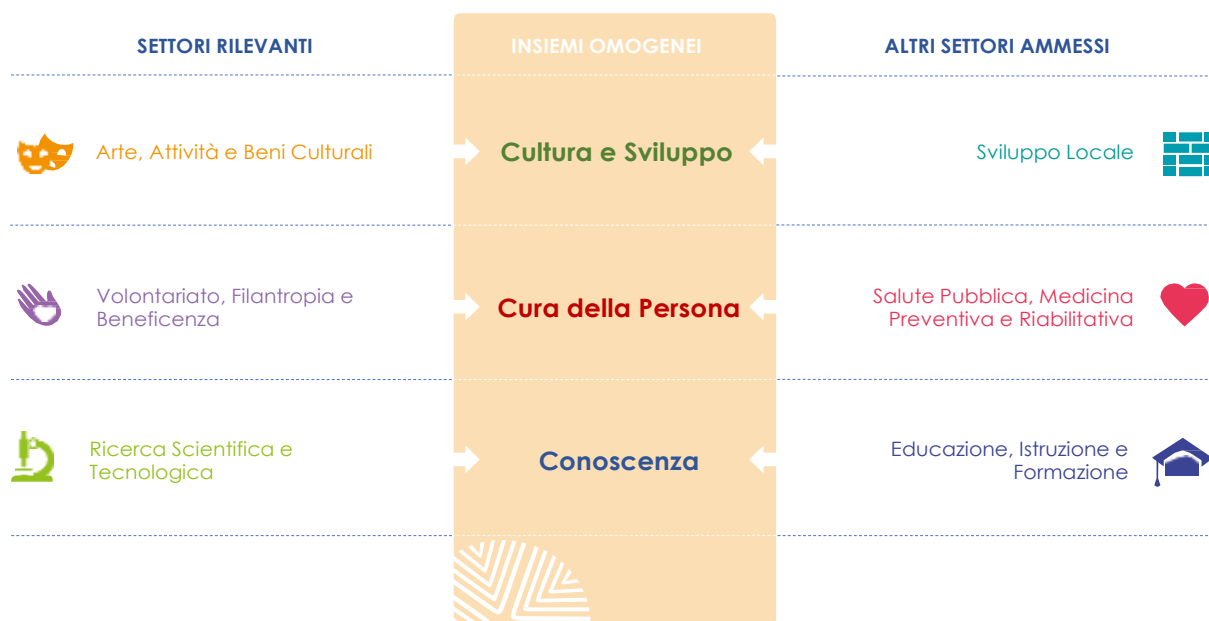 SETTORI RILEVANTI
INSIEMI OMOGENEI
ALTRI SETTORI AMMESSI
Arte, Attività e Beni Culturali
Cultura e Sviluppo
Sviluppo Locale
Volontariato, Filantropia e
Beneficenza
Cura della Persona
Salute Pubblica, Medicina
Preventiva e Riabilitativa
Ricerca Scientifica e
Tecnologica
Conoscenza
Educazione, Istruzione e
Formazione